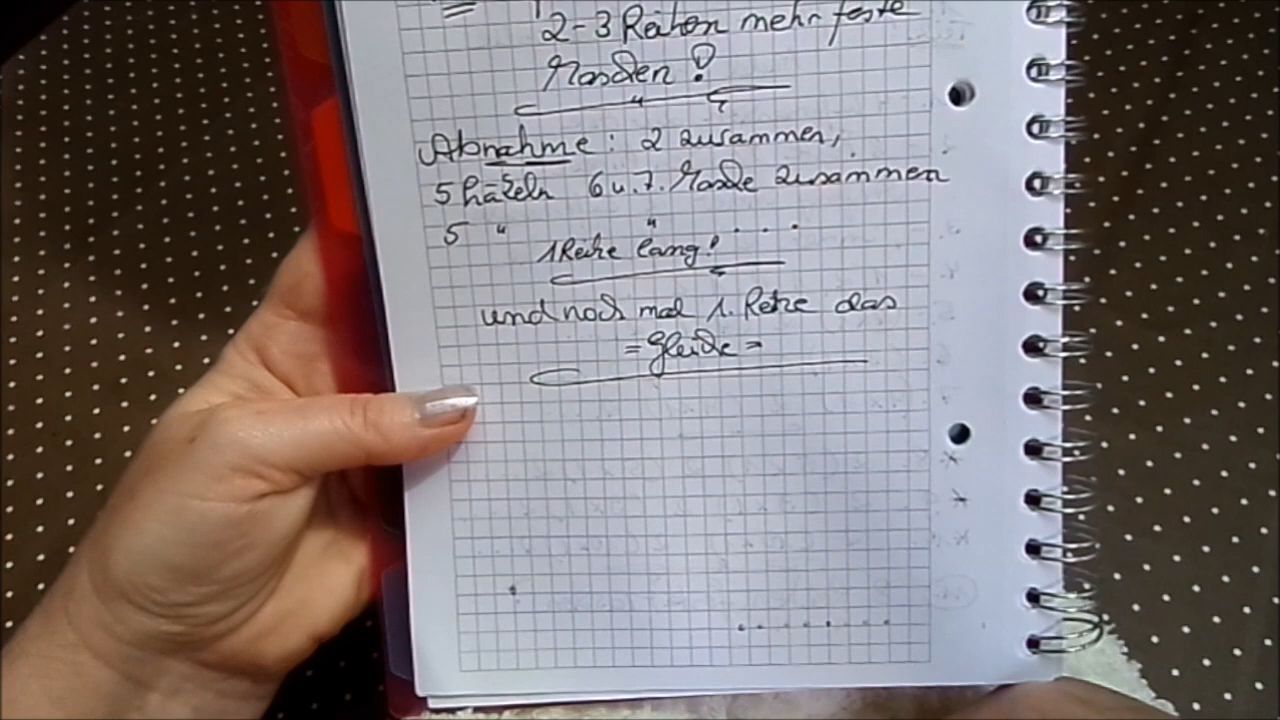 2-3 Reihen mehr feste
Maschen!
Abnahme: 2 zusammen,
5 häkeln 6 u. 7. Masche zusammen
5 " " . . .
1 Reihe lang!
und noch mal 1. Reihe das
= gleiche =